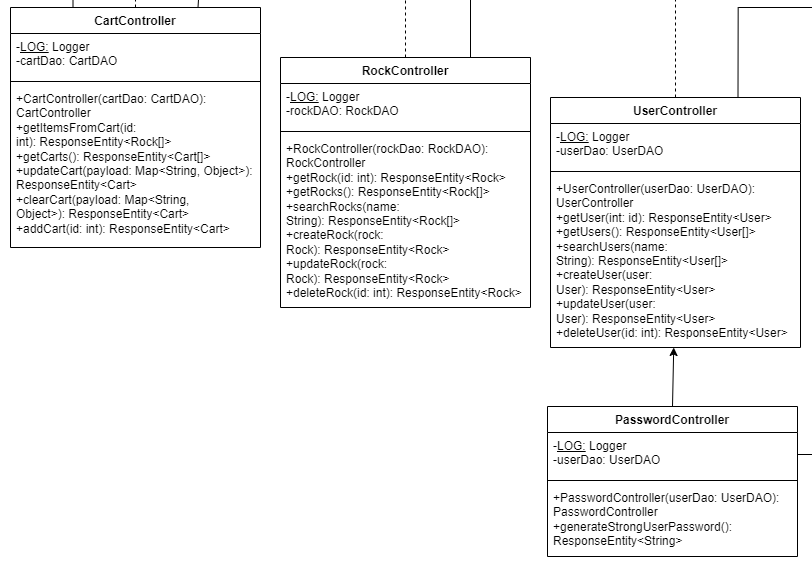 CartController
-LOG: Logger
-cartDao: CartDAO
+CartController(cartDao: CartDAO):
CartController
+getItemsFromCart(id:
int): ResponseEntity<Rock[]>
+getCarts(): ResponseEntity<Cart[]>
+updateCart(payload: Map<String, Object>):
ResponseEntity<Cart>
+clearCart(payload: Map<String,
Object>): ResponseEntity<Cart>
+addCart(id: int): ResponseEntity<Cart>
RockController
-LOG: Logger
-rockDAO: RockDAO
+RockController(rockDao: RockDAO):
RockController
+getRock(id: int): ResponseEntity<Rock>
+getRocks(): ResponseEntity<Rock[]>
+searchRocks(name:
String): ResponseEntity<Rock[]>
+createRock(rock:
Rock): ResponseEntity<Rock>
+updateRock(rock:
Rock): ResponseEntity<Rock>
+deleteRock(id: int): ResponseEntity<Rock>
UserController
-LOG: Logger
-userDao: UserDAO
+UserController(userDao: UserDAO):
UserController
+getUser(int: id): ResponseEntity<User>
+getUsers(): ResponseEntity<User[]>
+searchUsers(name:
String): ResponseEntity<User[]>
+createUser(user:
User): ResponseEntity<User>
+updateUser(user:
User): ResponseEntity<User>
+deleteUser(id: int): ResponseEntity<User>
PasswordController
-LOG: Logger
-userDao: UserDAO
+PasswordController(userDao: UserDAO):
PasswordController
+generateStrongUserPassword():
ResponseEntity<String>